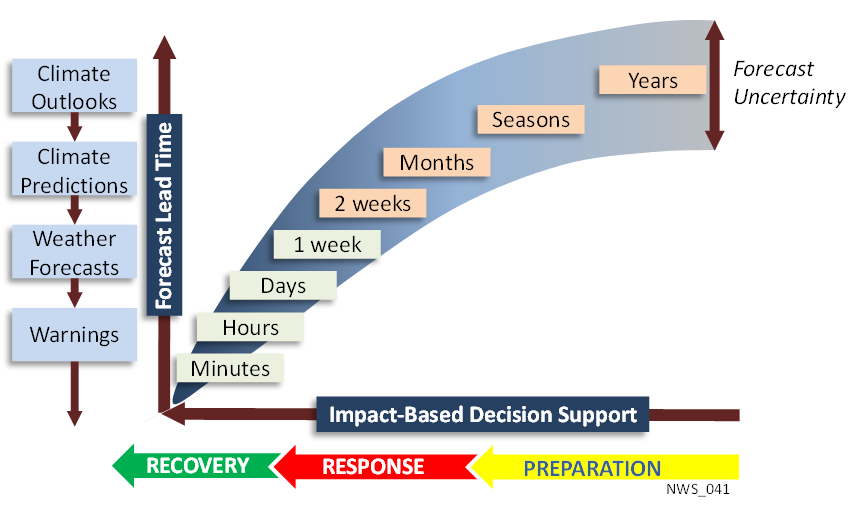 Climate
Outlooks
Climate
Predictions
Weather
Forecasts
Warnings
Forecast Lead Time
Years
Seasons
Months
2 weeks
1 week
Days
Hours
Minutes
Forecast
Uncertainty
Impact-Based Decision Support
RECOVERY
RESPONSE
PREPARATION
NWS_041